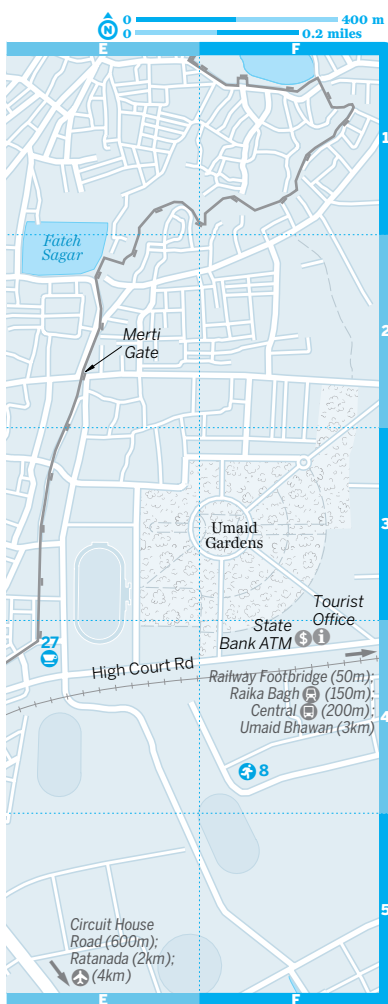 0 400 m
N 0 0.2 miles
E F
1
Fateh
Sagar
2
Merti
Gate
3
Umaid
Gardens
Tourist
Office
State
Bank ATM $ i
27
High Court Rd
Railway Footbridge (50m);
Raika Bagh (150m);
Central (200m);
Umaid Bhawan (3km)
4
8
5
Circuit House
Road (600m);
Ratanada (2km);
(4km)
E F